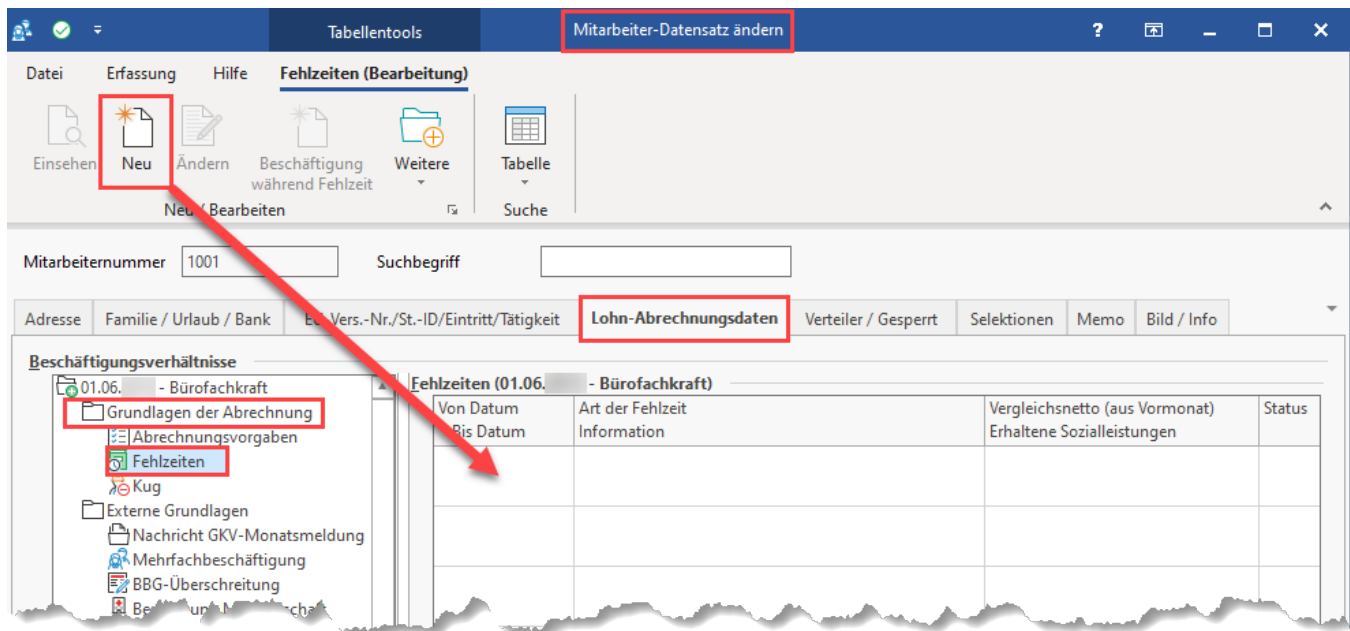 Tabellentools
Mitarbeiter-Datensatz ändern
?
Datei Erfassung Hilfe Fehlzeiten (Bearbeitung)
Einsehen Neu Ändern Beschäftigung während Fehlzeit Weitere Tabelle
Neu / Bearbeiten Suche
Mitarbeiternummer 1001 Suchbegriff
Adresse Familie / Urlaub / Bank Vers.-Nr./St.-ID/Eintritt/Tätigkeit Lohn-Abrechnungsdaten Verteiler / Gesperrt Selektionen Memo Bild / Info
Beschäftigungsverhältnisse
01.06. - Bürofachkraft
Grundlagen der Abrechnung
Abrechnungsvorgaben
Fehlzeiten
Kug
Externe Grundlagen
Nachricht GKV-Monatsmeldung
Mehrfachbeschäftigung
BBG-Überschreitung
Fehlzeiten (01.06. - Bürofachkraft)
Von Datum Art der Fehlzeit Vergleichsnetto (aus Vormonat) Status
Bis Datum Information Erhaltene Sozialleistungen